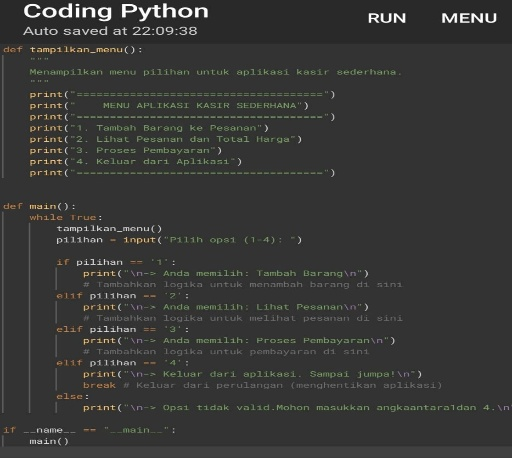 Coding Python
RUN MENU
Auto saved at 22:09:38
def tampilkan_menu():
    """
    Menampilkan menu pilihan untuk aplikasi kasir sederhana.
    """
    print("===================================")
    print("    MENU APLIKASI KASIR SEDERHANA")
    print("===================================")
    print("1. Tambah Barang ke Pesanan")
    print("2. Lihat Pesanan dan Total Harga")
    print("3. Proses Pembayaran")
    print("4. Keluar dari Aplikasi")
    print("===================================")
def main():
    while True:
        tampilkan_menu()
        pilihan = input("Pilih opsi (1-4): ")
        if pilihan == '1':
            print("\n-> Anda memilih: Tambah Barang\n")
            # Tambahkan logika untuk menambah barang di sini
        elif pilihan == '2':
            print("\n-> Anda memilih: Lihat Pesanan\n")
            # Tambahkan logika untuk melihat pesanan di sini
        elif pilihan == '3':
            print("\n-> Anda memilih: Proses Pembayaran\n")
            # Tambahkan logika untuk pembayaran di sini
        elif pilihan == '4':
            print("\n-> Keluar dari aplikasi. Sampai jumpa!\n")
            break # Keluar dari perulangan (menghentikan aplikasi)
        else:
            print("\n-> Opsi tidak valid.Mohon masukkan angkaantara1dan 4.\n"
if __name__ == "__main__":
    main()